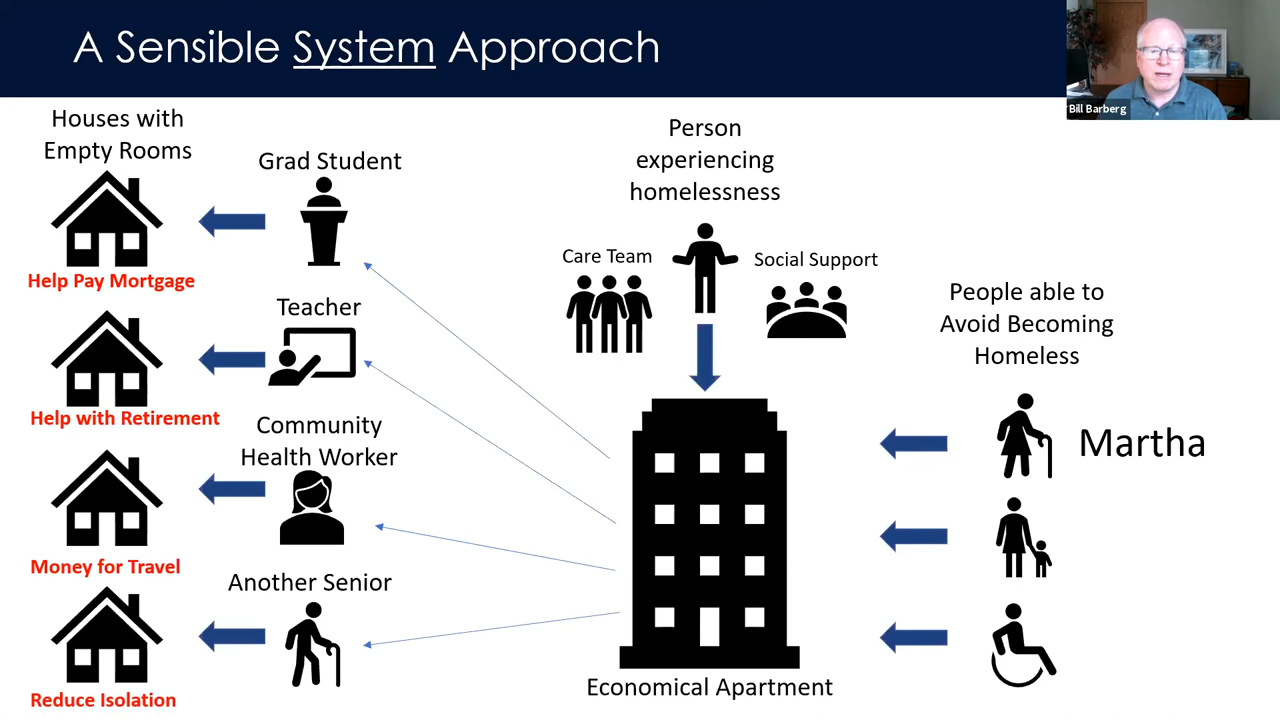 A Sensible System Approach
Bill Barberg
Houses with
Empty Rooms
Help Pay Mortgage
Help with Retirement
Money for Travel
Reduce Isolation
Grad Student
Teacher
Community
Health Worker
Another Senior
Person
experiencing
homelessness
Care Team
Social Support
Economical Apartment
People able to
Avoid Becoming
Homeless
Martha